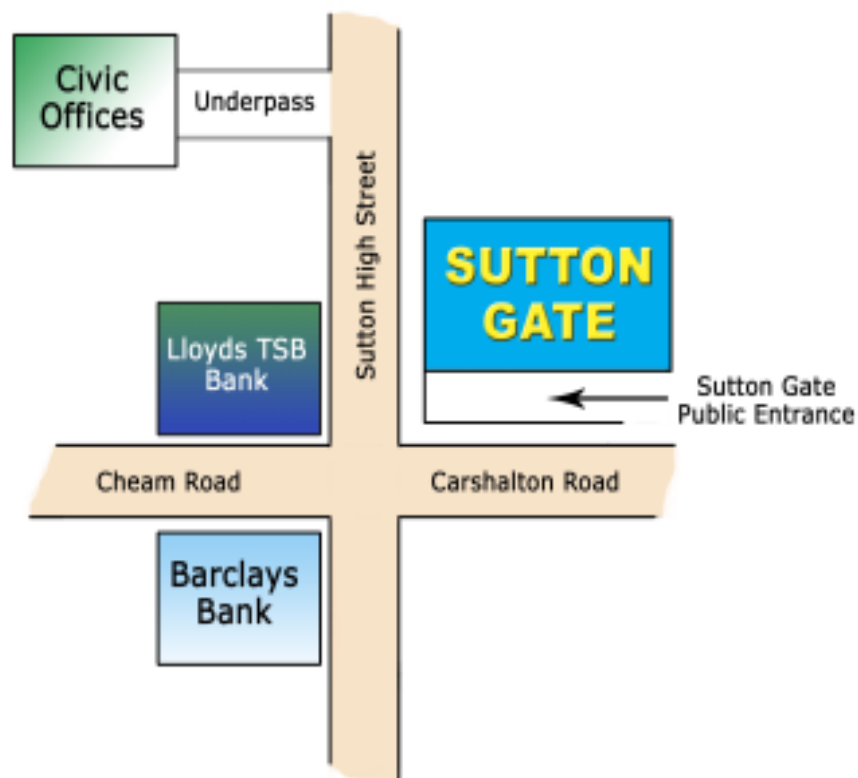 Civic
Offices
Underpass
Sutton High Street
SUTTON
GATE
Lloyds TSB
Bank
Sutton Gate
Public Entrance
Cheam Road
Carshalton Road
Barclays
Bank